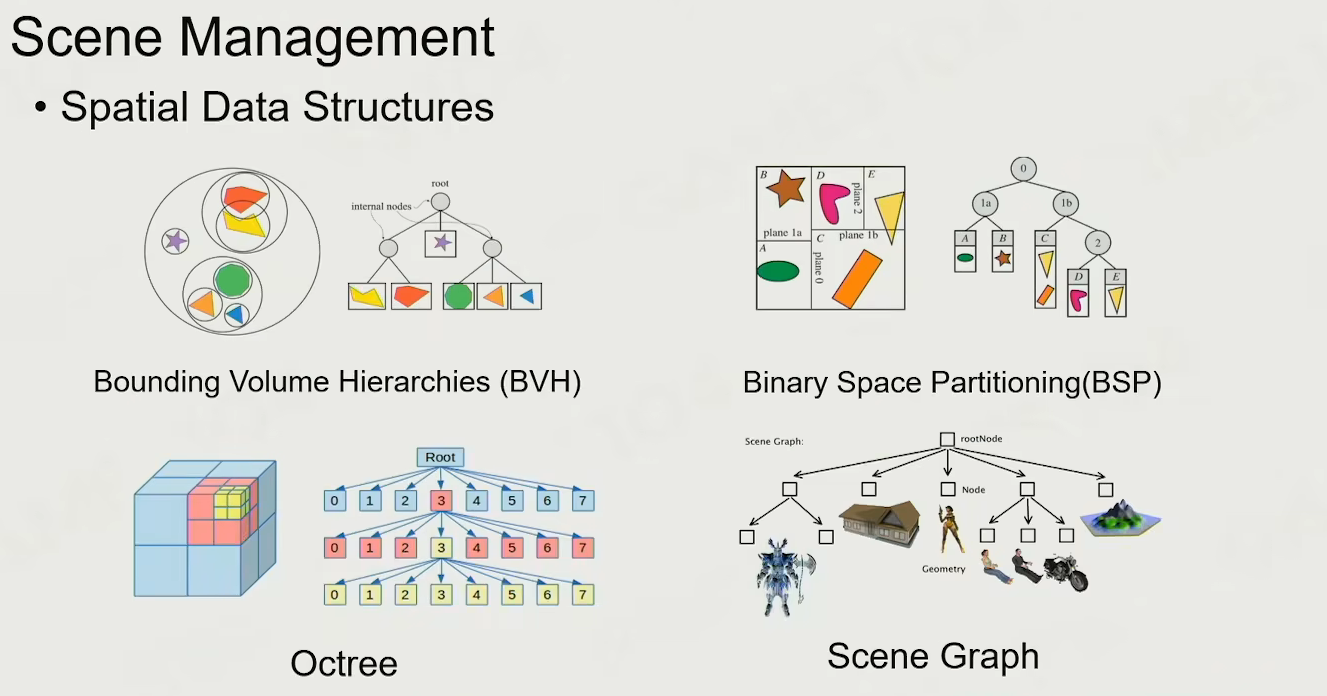 Scene Management
• Spatial Data Structures
root
internal nodes
Bounding Volume Hierarchies (BVH)
B
D
E
plane 2
plane 1a
C
plane 1b
A
plane 0
0
1a
1b
A
B
C
2
D
E
Binary Space Partitioning(BSP)
Root
0 1 2 3 4 5 6 7
0 1 2 3 4 5 6 7
0 1 2 3 4 5 6 7
Octree
Scene Graph:
rootNode
Node
Geometry
Scene Graph